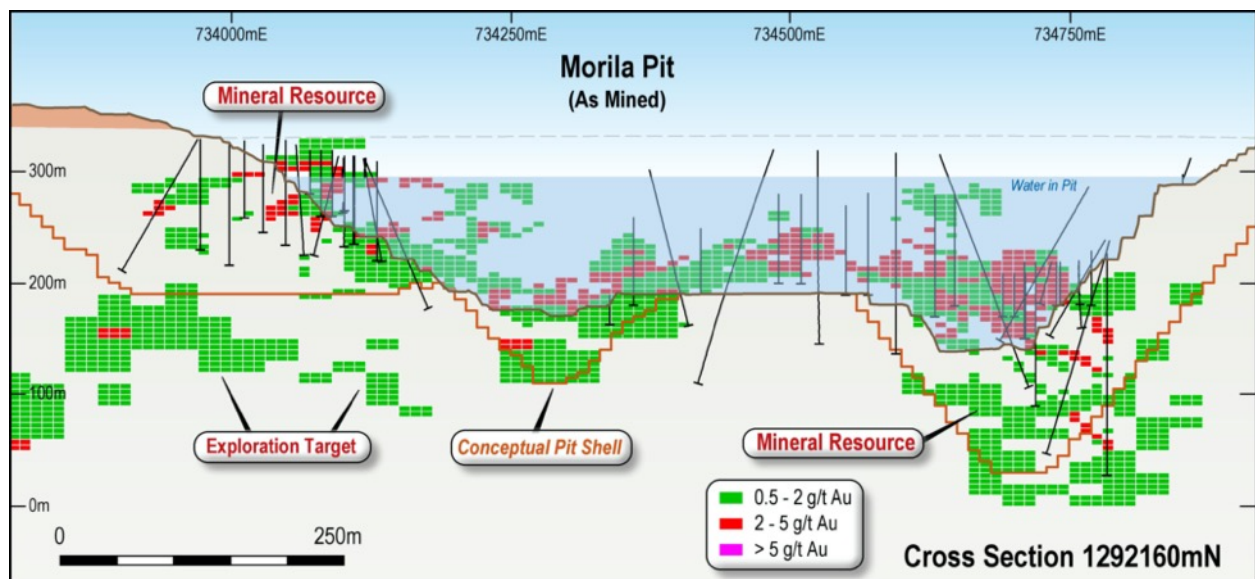 734000mE
734250mE
734500mE
734750mE
Morila Pit
(As Mined)
Mineral Resource
300m
Water in Pit
200m
100m
Exploration Target
Conceptual Pit Shell
Mineral Resource
0m
0.5 - 2 g/t Au
2 - 5 g/t Au
> 5 g/t Au
0
250m
Cross Section 1292160mN